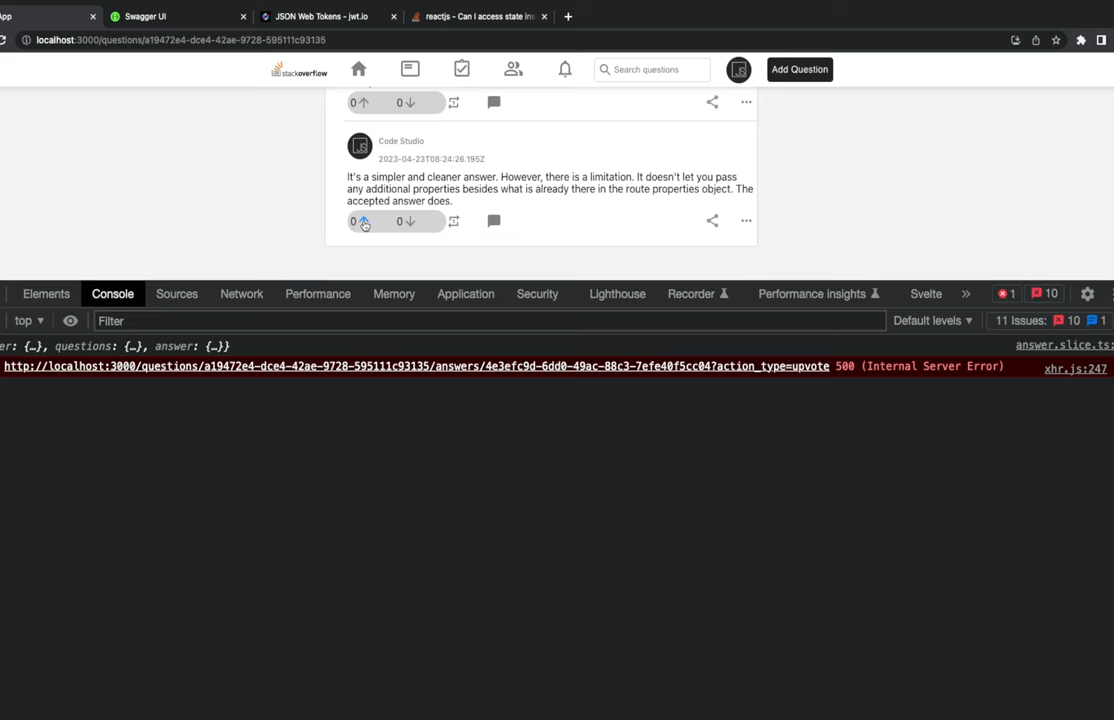 App Swagger UI JSON Web Tokens - jwt.io reactjs - Can I access state ins
localhost:3000/questions/a19472e4-dce4-42ae-9728-595111c93135
stackoverflow Search questions Add Question
0 0
Code Studio
2023-04-23T08:24:26.195Z
It's a simpler and cleaner answer. However, there is a limitation. It doesn't let you pass
any additional properties besides what is already there in the route properties object. The
accepted answer does.
0 0
Elements Console Sources Network Performance Memory Application Security Lighthouse Recorder Performance insights Svelte » 1 10
top Filter Default levels 11 Issues: 10 1
er: {…}, questions: {…}, answer: {…}} answer.slice.ts:
http://localhost:3000/questions/a19472e4-dce4-42ae-9728-595111c93135/answers/4e3efc9d-6dd0-49ac-88c3-7efe40f5cc04?action_type=upvote 500 (Internal Server Error) xhr.js:247